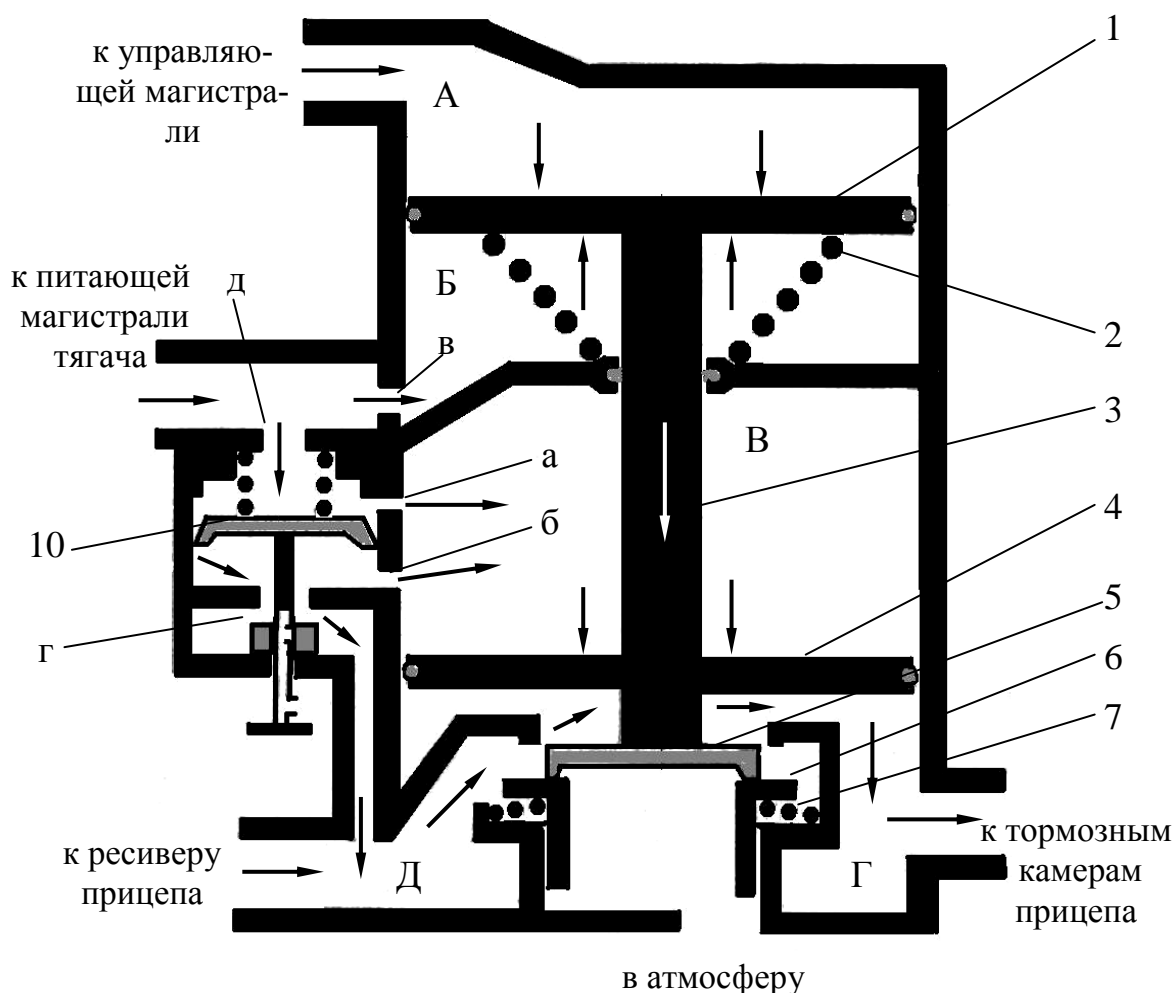 1
к управляю-
щей магистра-
ли
А
к питающей
магистрали
тягача
д
Б
в
2
В
а
3
б
10
4
5
г
6
7
к ресиверу
прицепа
Д
Г
к тормозным
камерам
прицепа
в атмосферу